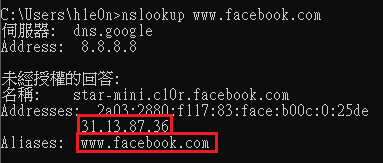 C:\Users\h1e0n>nslookup www.facebook.com
伺服器:  dns.google
Address:  8.8.8.8
未經授權的回答:
名稱:    star-mini.c10r.facebook.com
Addresses:  2a03:2880:f117:83:face:b00c:0:25de
31.13.87.36
Aliases:  www.facebook.com